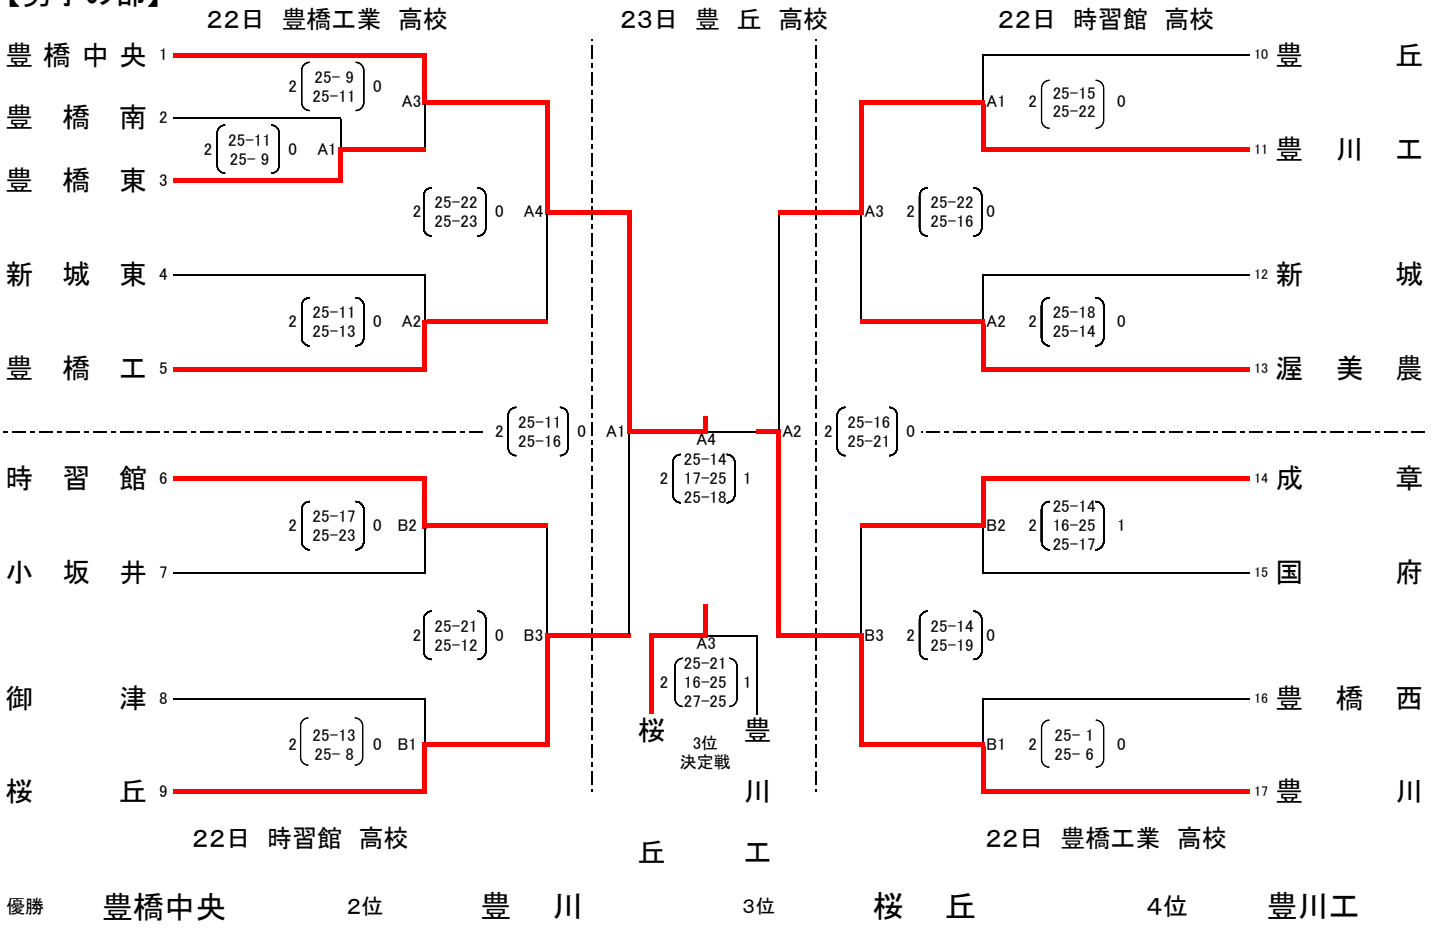 【男子の部】
22日 豊橋工業 高校
23日 豊 丘 高校
22日 時習館 高校
豊橋中央 1
2 25- 9 0
25-11
A3
豊橋南 2
2 25-11 0 A1
25- 9
豊橋東 3
2 25-22 0 A4
25-23
新城東 4
2 25-11 0 A2
25-13
豊橋工 5
2 25-11 0 A1
25-16
時習館 6
2 25-17 0 B2
25-23
小坂井 7
2 25-21 0 B3
25-12
御津 8
2 25-13 0 B1
25- 8
桜丘 9
22日 時習館 高校
A4
25-14
2 17-25 1
25-18
A3
25-21
2 16-25 1
27-25
桜丘
3位
決定戦
豊川工
10 豊丘
A1 2 25-15 0
25-22
11 豊川工
A3 2 25-22 0
25-16
12 新城
A2 2 25-18 0
25-14
13 渥美農
A2 2 25-16 0
25-21
14 成章
25-14
B2 2 16-25 1
25-17
15 国府
B3 2 25-14 0
25-19
16 豊橋西
B1 2 25- 1 0
25- 6
17 豊川
22日 豊橋工業 高校
優勝 豊橋中央 2位 豊 川 3位 桜 丘 4位 豊川工